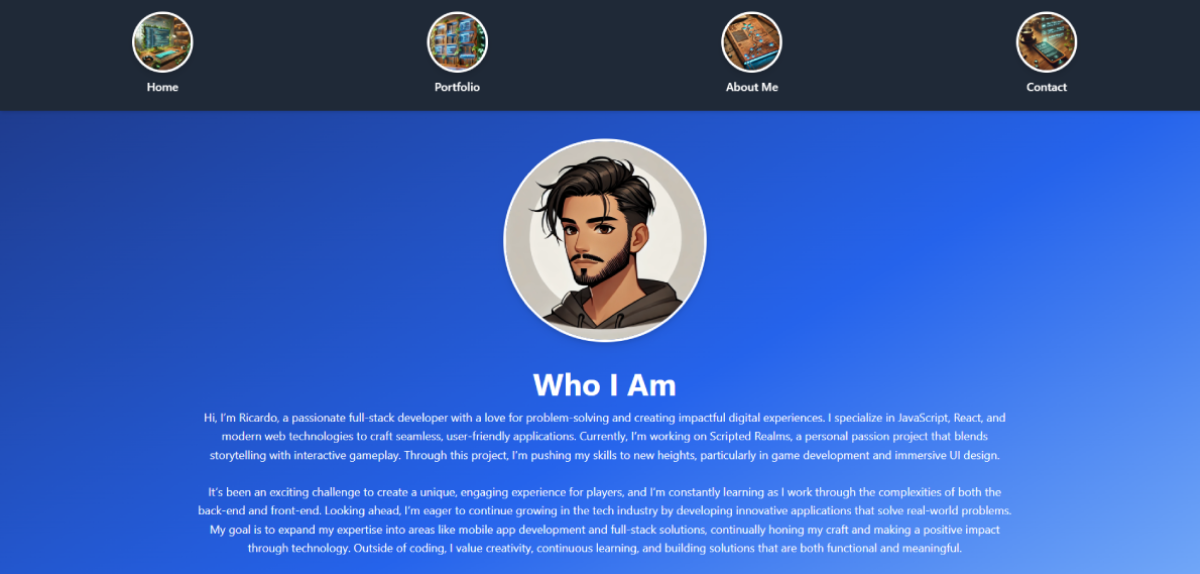 Home
Portfolio
About Me
Contact
Who I Am
Hi, I'm Ricardo, a passionate full-stack developer with a love for problem-solving and creating impactful digital experiences. I specialize in JavaScript, React, and
modern web technologies to craft seamless, user-friendly applications. Currently, I'm working on Scripted Realms, a personal passion project that blends
storytelling with interactive gameplay. Through this project, I'm pushing my skills to new heights, particularly in game development and immersive UI design.
It's been an exciting challenge to create a unique, engaging experience for players, and I'm constantly learning as I work through the complexities of both the
back-end and front-end. Looking ahead, I'm eager to continue growing in the tech industry by developing innovative applications that solve real-world problems.
My goal is to expand my expertise into areas like mobile app development and full-stack solutions, continually honing my craft and making a positive impact
through technology. Outside of coding, I value creativity, continuous learning, and building solutions that are both functional and meaningful.